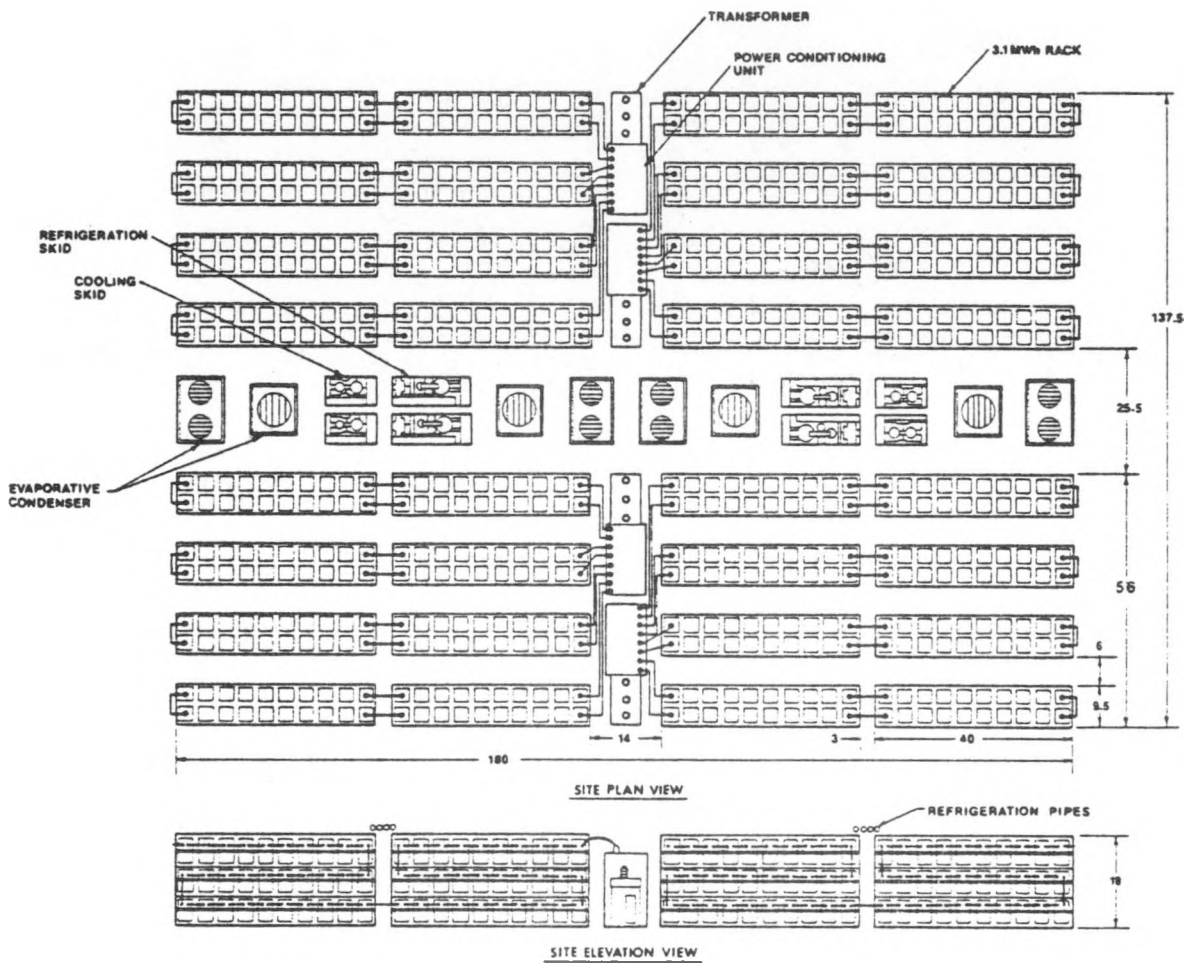 TRANSFORMER
POWER CONDITIONING
UNIT
3.1MWh RACK
REFRIGERATION
SKID
COOLING
SKID
137.5
25.5
EVAPORATIVE
CONDENSER
56
6
9.5
14
3
40
180
SITE PLAN VIEW
REFRIGERATION PIPES
18
SITE ELEVATION VIEW